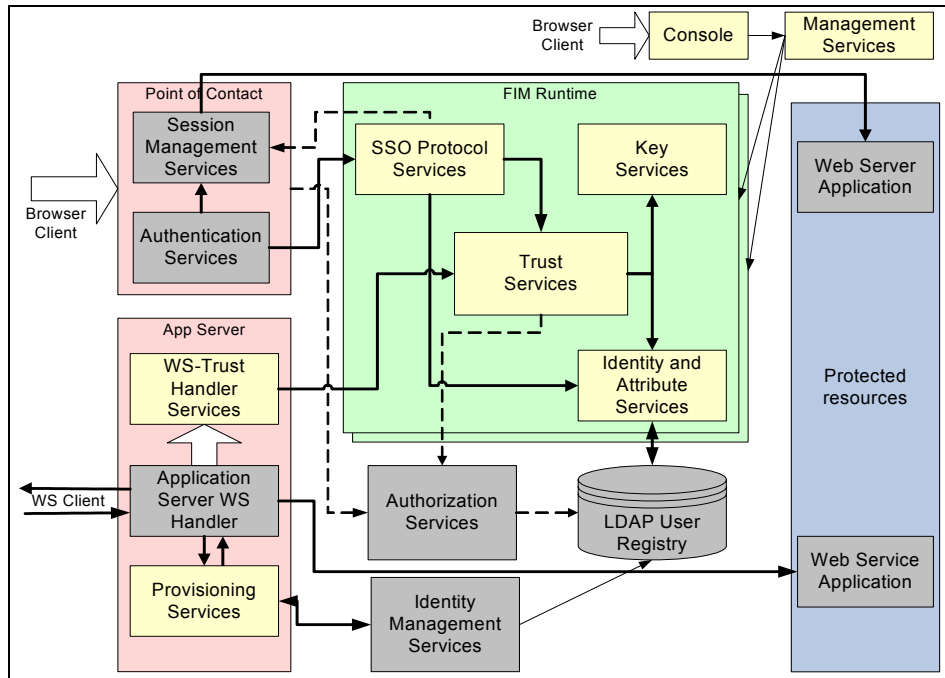 Browser
Client
Console
Management
Services
Point of Contact
FIM Runtime
Session
Management
Services
SSO Protocol
Services
Key
Services
Web Server
Application
Browser
Client
Authentication
Services
Trust
Services
App Server
WS-Trust
Handler
Services
Identity and
Attribute
Services
Protected
resources
WS Client
Application
Server WS
Handler
Authorization
Services
LDAP User
Registry
Web Service
Application
Provisioning
Services
Identity
Management
Services